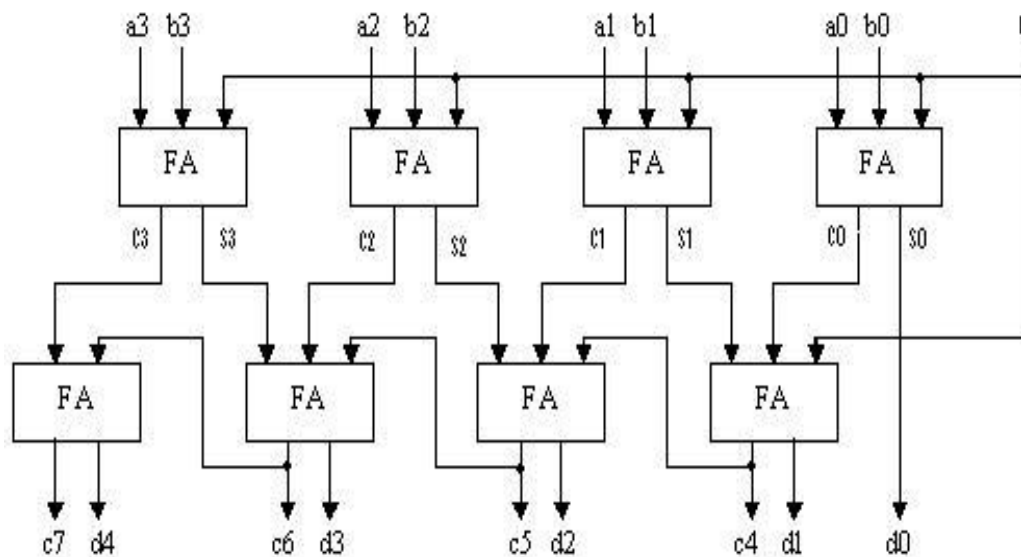 a3 b3 a2 b2 a1 b1 a0 b0
FA FA FA FA
C3 S3 C2 S2 C1 S1 C0 S0
FA FA FA FA
c7 d4 c6 d3 c5 d2 c4 d1 d0